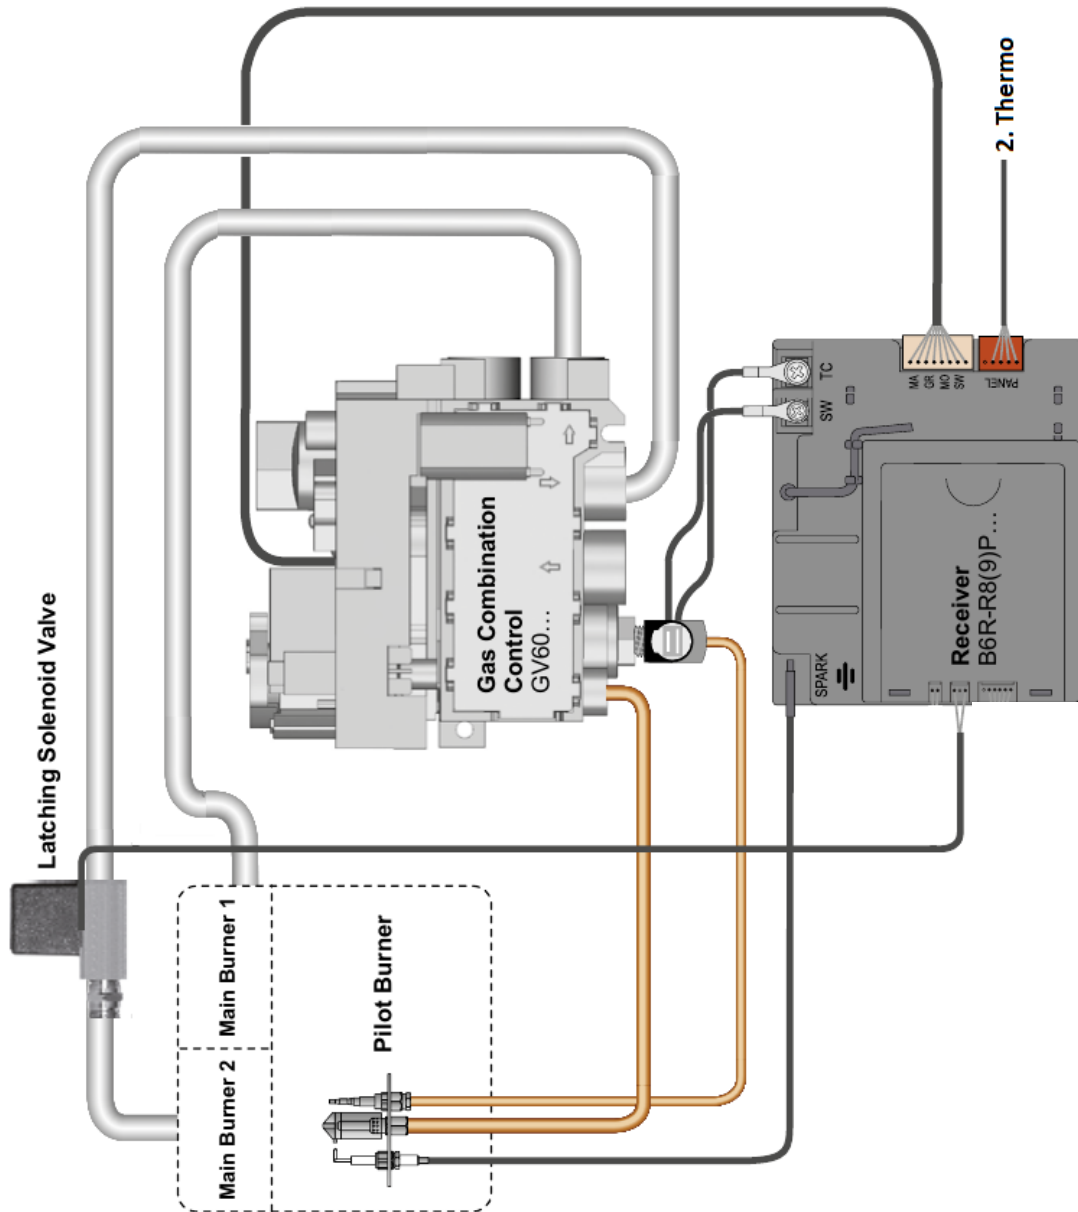 Latching Solenoid Valve
Main Burner 1
Main Burner 2
Pilot Burner
Gas Combination
Control
GV60...
2. Thermo
TC
SW
MA
GR
MO
SW
PANEL
SPARK
Receiver
B6R-R8(9)P...